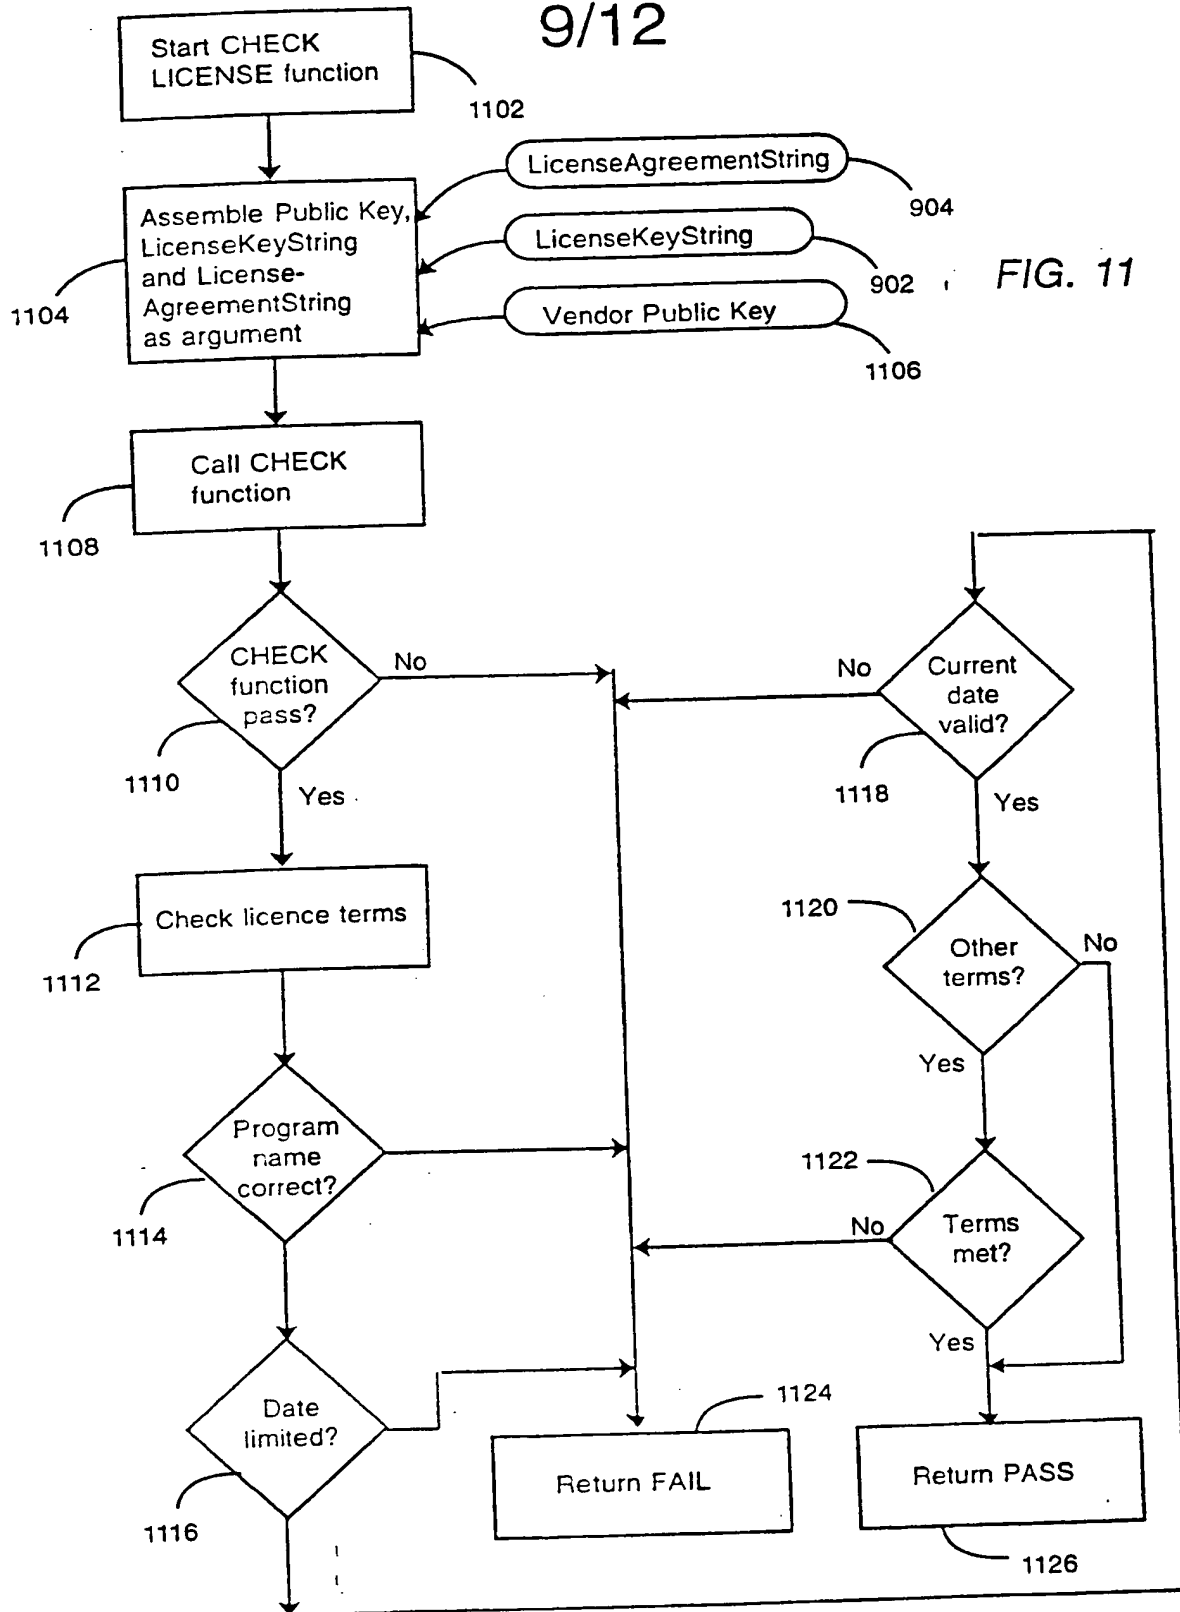 9/12
Start CHECK
LICENSE function
1102
LicenseAgreementString
904
Assemble Public Key,
LicenseKeyString
and License-
AgreementString
as argument
1104
LicenseKeyString
902
FIG. 11
Vendor Public Key
1106
Call CHECK
function
1108
CHECK
function
pass?
No
1110
Yes
No
Current
date
valid?
1118
Yes
Check licence terms
1112
1120
Other
terms?
No
Yes
Program
name
correct?
1114
1122
No
Terms
met?
Yes
Date
limited?
1116
1124
Return FAIL
Return PASS
1126